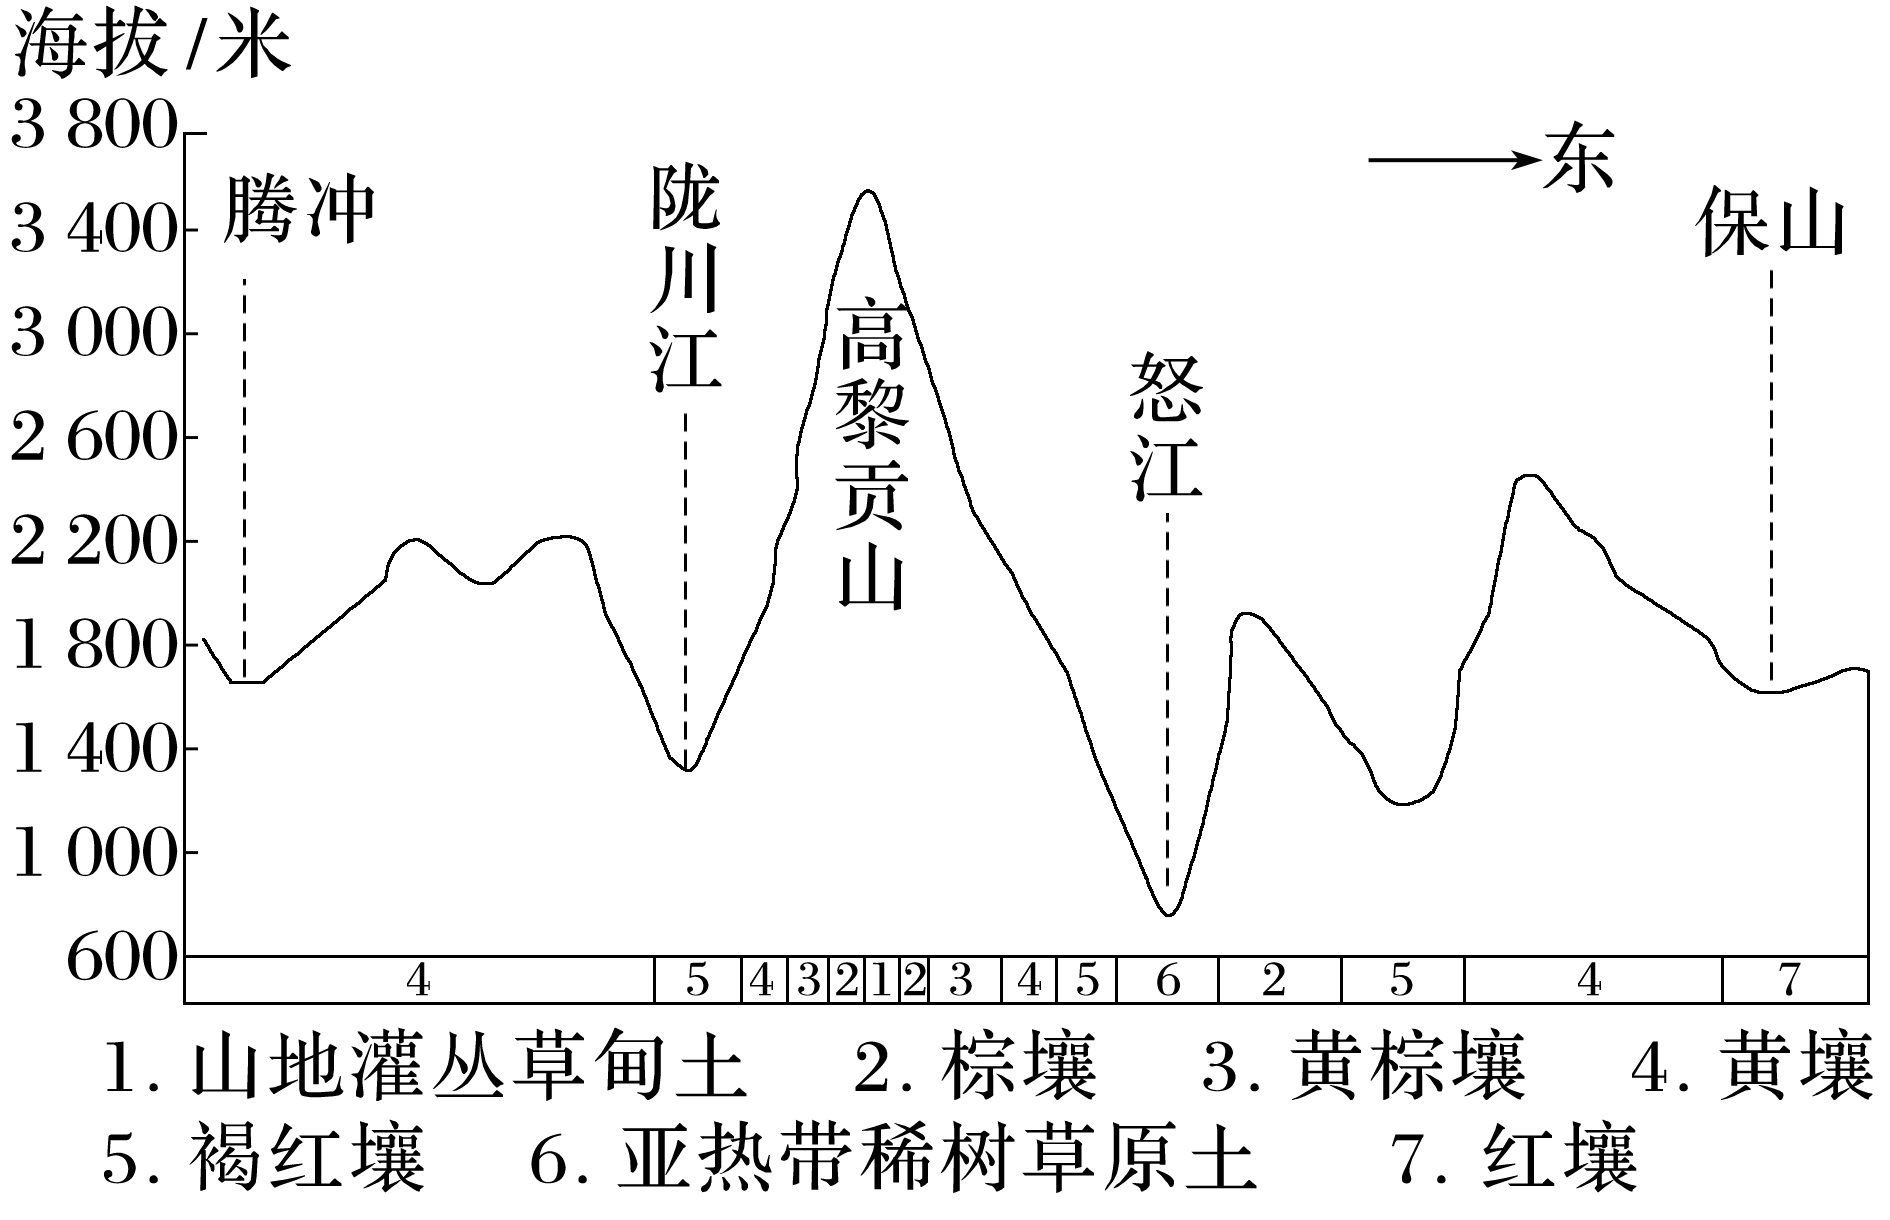 海拔/米
3 800
3 400
3 000
2 600
2 200
1 800
1 400
1 000
600
腾冲
陇川江
高黎贡山
怒江
东
保山
4 5 4 3 2 1 2 3 4 5 6 2 5 4 7
1. 山地灌丛草甸土 2. 棕壤 3. 黄棕壤 4. 黄壤
5. 褐红壤 6. 亚热带稀树草原土 7. 红壤